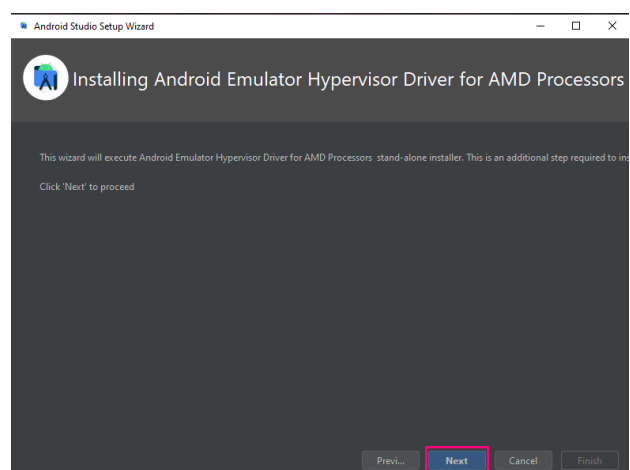 Android Studio Setup Wizard
Installing Android Emulator Hypervisor Driver for AMD Processors
This wizard will execute Android Emulator Hypervisor Driver for AMD Processors stand-alone installer. This is an additional step required to ins
Click 'Next' to proceed
Previ... Next Cancel Finish